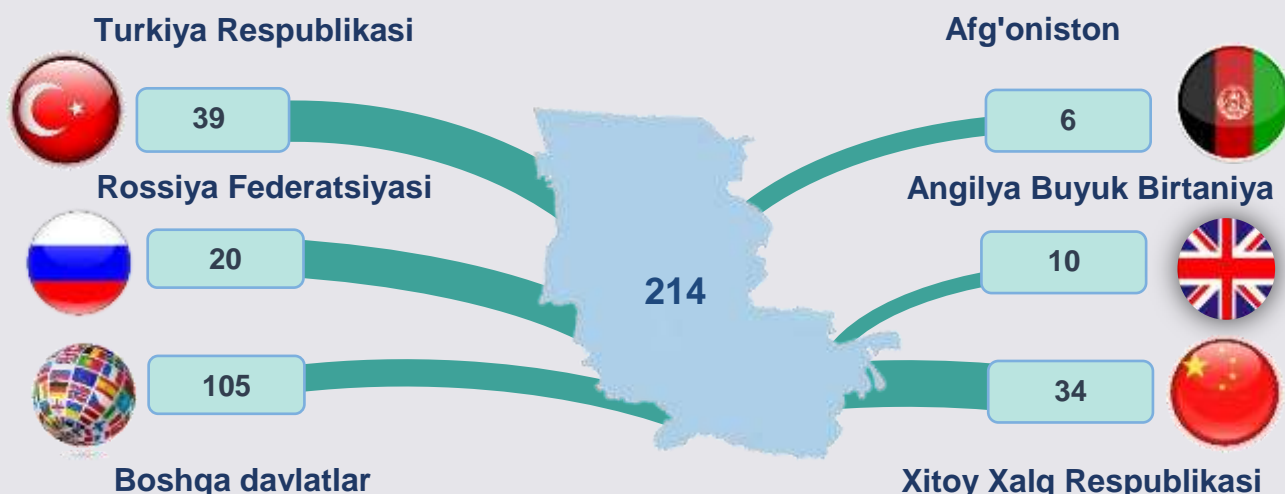 Turkiya Respublikasi
39
Rossiya Federatsiyasi
20
105
Boshqa davlatlar
214
Afg'oniston
6
Angilya Buyuk Birtaniya
10
34
Xitoy Xalq Respublikasi